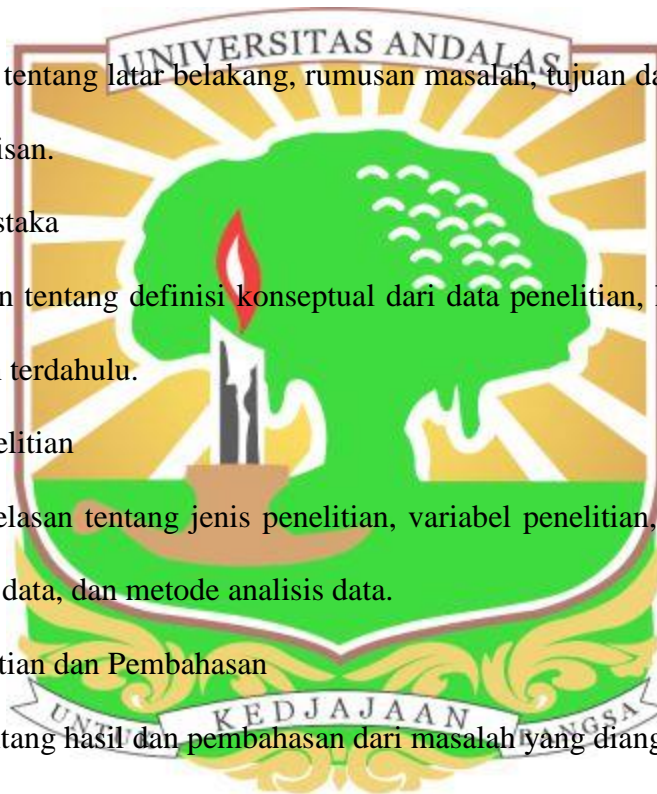 UNIVERSITAS ANDALAS
tentang latar belakang, rumusan masalah, tujuan da
isan.
staka
n tentang definisi konseptual dari data penelitian,
terdahulu.
elitian
elasan tentang jenis penelitian, variabel penelitian,
data, dan metode analisis data.
tian dan Pembahasan
UNTUK KEDJAJAAN BANGSA
tang hasil dan pembahasan dari masalah yang diang